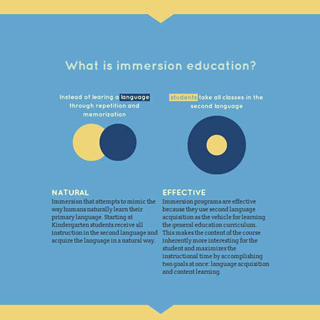 What is immersion education?
Instead of learing a language
through repetition and
memorization
students take all classes in the
second language
NATURAL
Immersion that attempts to mimic the
way humans naturally learn their
primary language. Starting at
Kindergarten students receive all
instruction in the second language and
acquire the language in a natural way.
EFFECTIVE
Immersion programs are effective
because they use second language
acquisition as the vehicle for learning
the general education curriculum.
This makes the content of the course
inherently more interesting for the
student and maximizes the
instructional time by accomplishing
two goals at once: language acquisition
and content learning.